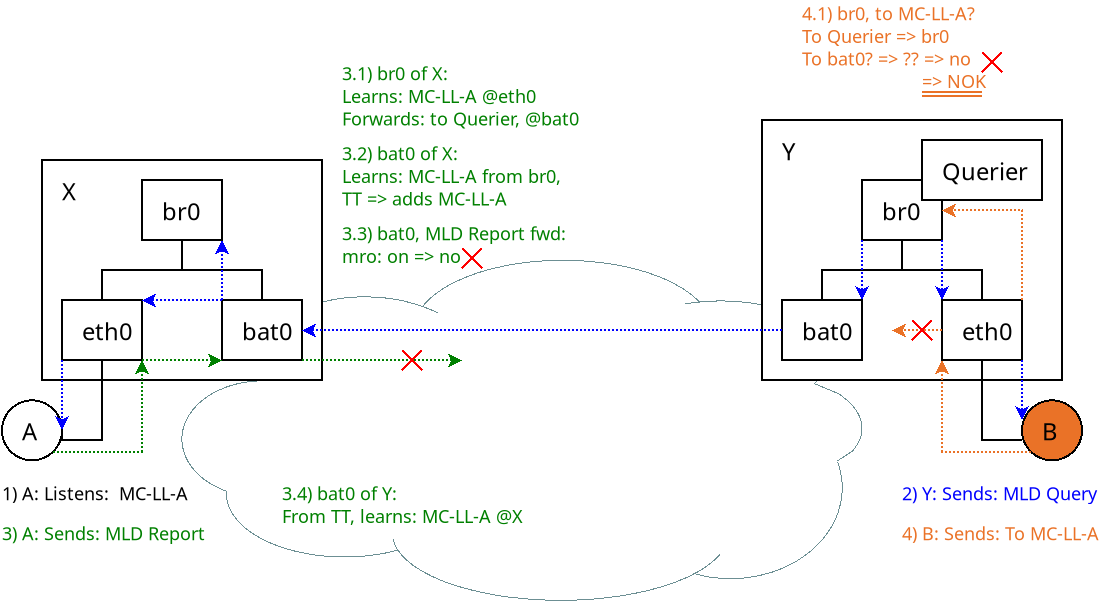 4.1) br0, to MC-LL-A?
To Querier => br0
To bat0? => ?? => no
=> NOK
3.1) br0 of X:
Learns: MC-LL-A @eth0
Forwards: to Querier, @bat0
3.2) bat0 of X:
Learns: MC-LL-A from br0,
TT => adds MC-LL-A
3.3) bat0, MLD Report fwd:
mro: on => no
X
br0
eth0
bat0
Y
Querier
br0
bat0
eth0
A
B
1) A: Listens:  MC-LL-A
3) A: Sends: MLD Report
3.4) bat0 of Y:
From TT, learns: MC-LL-A @X
2) Y: Sends: MLD Query
4) B: Sends: To MC-LL-A